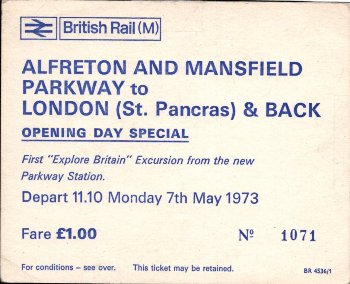 British Rail (M)
ALFRETON AND MANSFIELD
PARKWAY to
LONDON (St. Pancras) & BACK
OPENING DAY SPECIAL
First "Explore Britain" Excursion from the new
Parkway Station.
Depart 11.10 Monday 7th May 1973
Fare £1.00 Nº 1071
For conditions – see over. This ticket may be retained. BR 4536/1